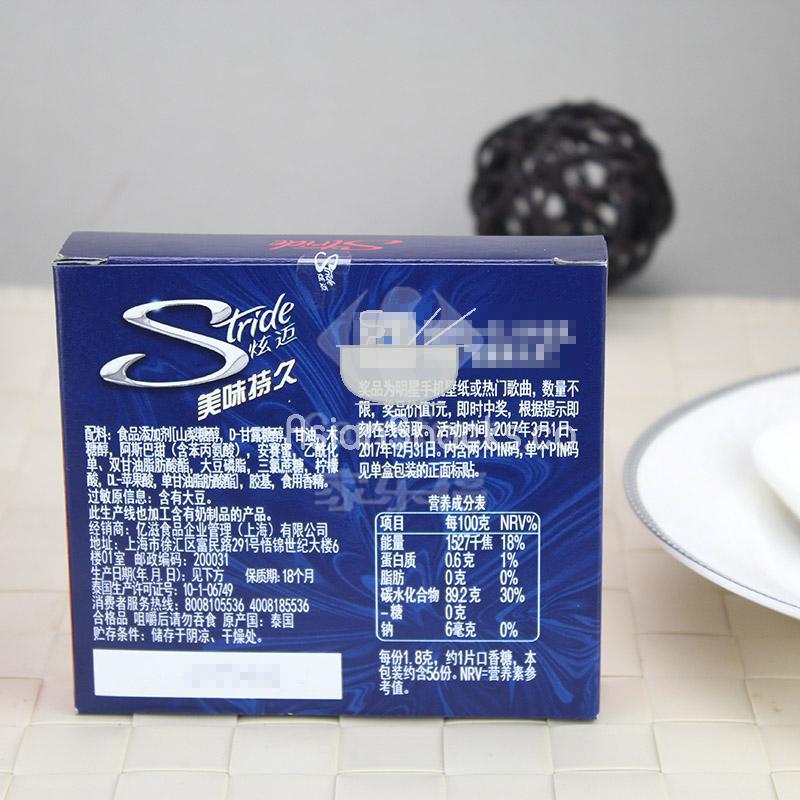 Stride
Stride
炫迈
Stride
炫迈
美味持久
配料：食品添加剂[山梨糖醇，D-甘露糖醇，甘油，木
糖醇，阿斯巴甜（含苯丙氨酸），安赛蜜，乙酰化
单、双甘油脂肪酸酯，大豆磷脂，三氯蔗糖，柠檬
酸，DL-苹果酸，单甘油脂肪酸酯]，胶基，食用香精。
过敏原信息：含有大豆。
此生产线也加工含有奶制品的产品。
经销商：亿滋食品企业管理（上海）有限公司
地址：上海市徐汇区富民路291号悟锦世纪大楼6
楼01室 邮政编码：200031
生产日期(年 月 日)：见下方 保质期：18个月
泰国生产许可证号：10-1-06749
消费者服务热线：8008105536 4008185536
合格品 咀嚼后请勿吞食 原产国：泰国
贮存条件：储存于阴凉、干燥处。
奖品为明星手机壁纸或热门歌曲，数量不
限，奖品价值1元，即时中奖，根据提示即
刻在线领取。活动时间：2017年3月1日—
2017年12月31日。内含两个PIN码，单个PIN码
见单盒包装的正面标贴。
营养成分表
项目 每100克 NRV%
能量 1527千焦 18%
蛋白质 0.6克 1%
脂肪 0克 0%
碳水化合物 89.2克 30%
-糖 0克
钠 6毫克 0%
每份1.8克，约1片口香糖，本
包装约含56份。NRV=营养素参
考值。